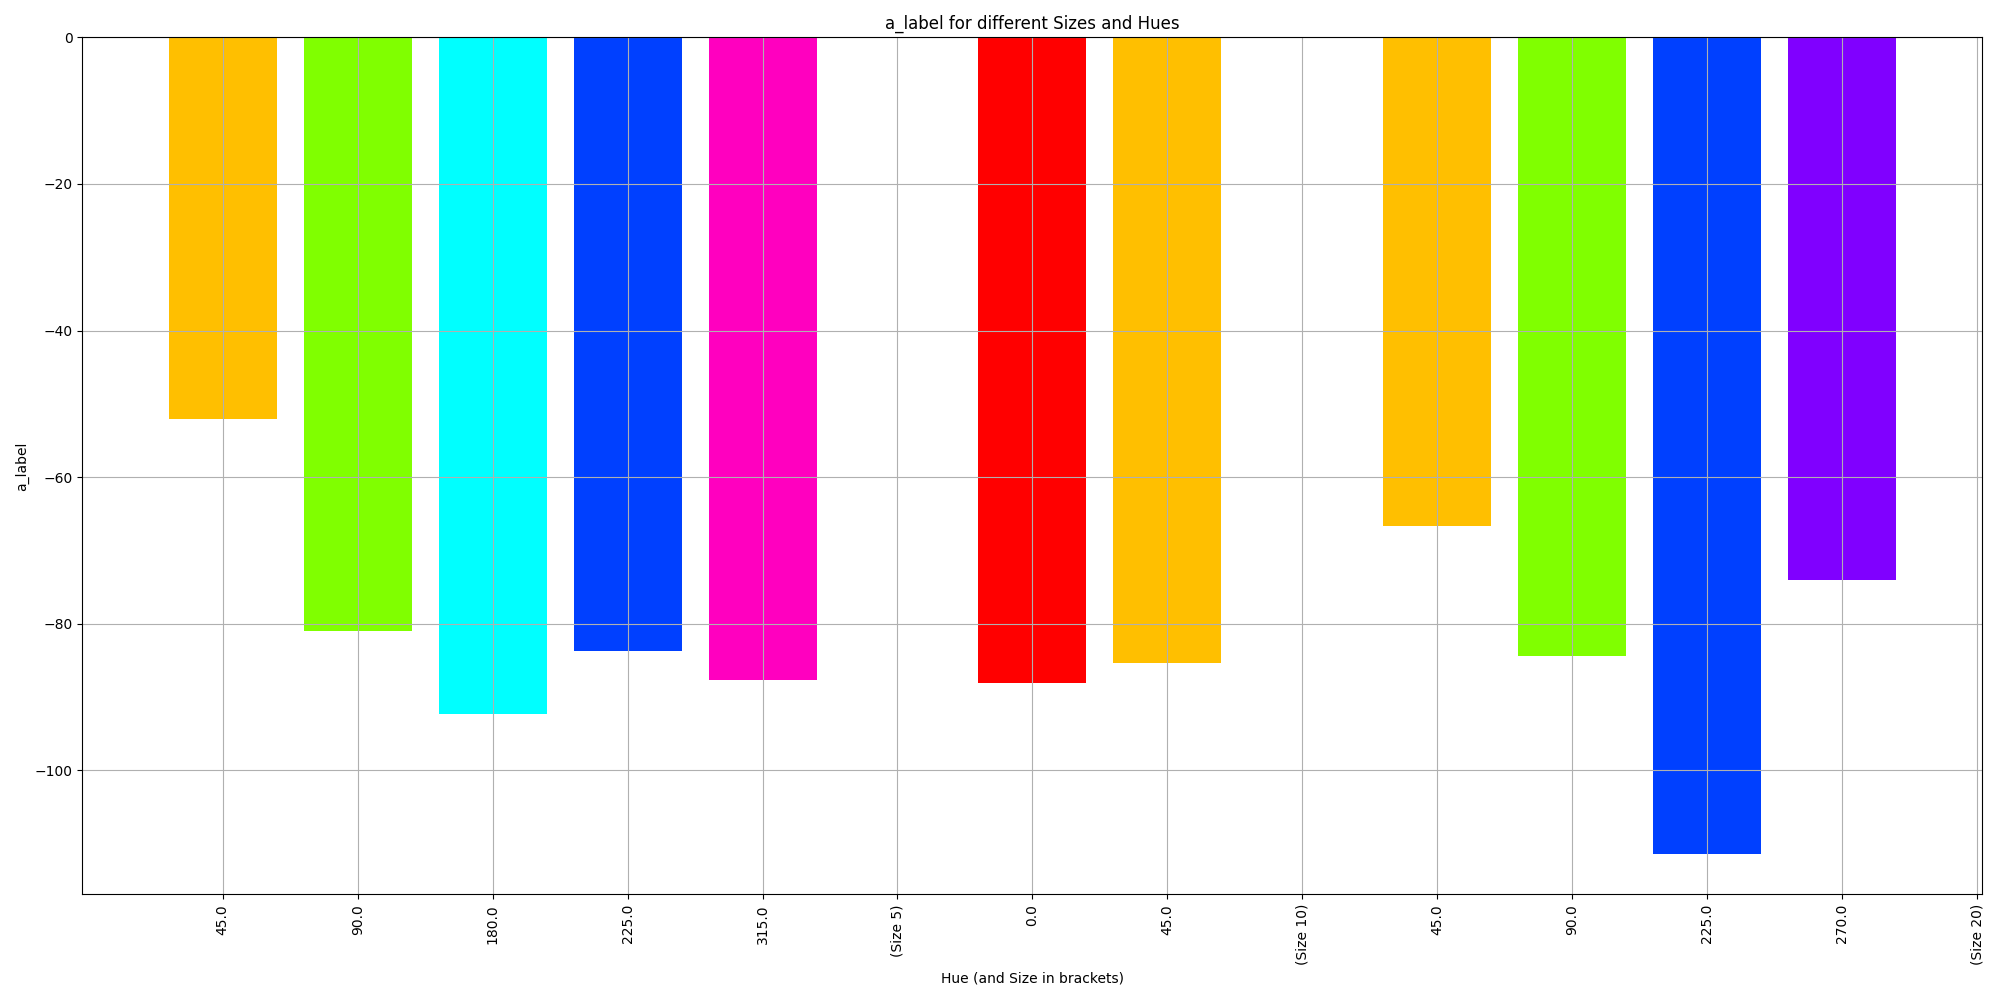 a_label for different Sizes and Hues
0
−20
−40
−60
−80
−100
a_label
45.0
90.0
180.0
225.0
315.0
(Size 5)
0.0
45.0
(Size 10)
45.0
90.0
225.0
270.0
(Size 20)
Hue (and Size in brackets)